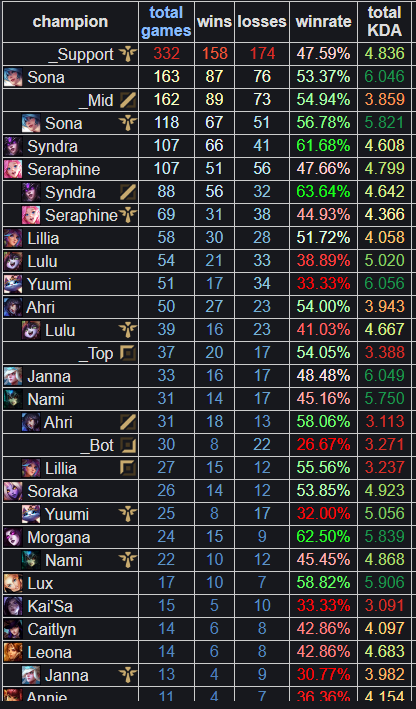 champion total games wins losses winrate total KDA
_Support 332 158 174 47.59% 4.836
Sona 163 87 76 53.37% 6.046
_Mid 162 89 73 54.94% 3.859
Sona 118 67 51 56.78% 5.821
Syndra 107 66 41 61.68% 4.608
Seraphine 107 51 56 47.66% 4.799
Syndra 88 56 32 63.64% 4.642
Seraphine 69 31 38 44.93% 4.366
Lillia 58 30 28 51.72% 4.058
Lulu 54 21 33 38.89% 5.020
Yuumi 51 17 34 33.33% 6.056
Ahri 50 27 23 54.00% 3.943
Lulu 39 16 23 41.03% 4.667
_Top 37 20 17 54.05% 3.388
Janna 33 16 17 48.48% 6.049
Nami 31 14 17 45.16% 5.750
Ahri 31 18 13 58.06% 3.113
_Bot 30 8 22 26.67% 3.271
Lillia 27 15 12 55.56% 3.237
Soraka 26 14 12 53.85% 4.923
Yuumi 25 8 17 32.00% 5.056
Morgana 24 15 9 62.50% 5.839
Nami 22 10 12 45.45% 4.868
Lux 17 10 7 58.82% 5.906
Kai'Sa 15 5 10 33.33% 3.091
Caitlyn 14 6 8 42.86% 4.097
Leona 14 6 8 42.86% 4.683
Janna 13 4 9 30.77% 3.982
Annie 11 4 7 36.36% 4.154